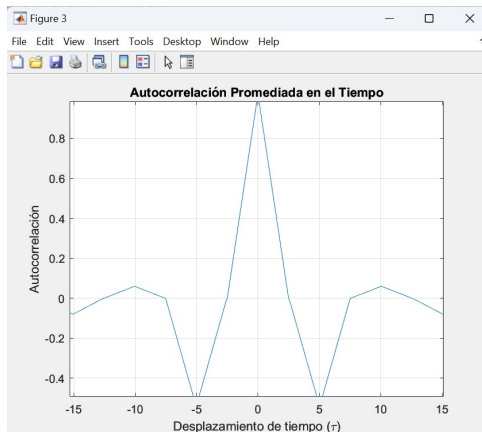 Figure 3
File Edit View Insert Tools Desktop Window Help
Autocorrelación Promediada en el Tiempo
Autocorrelación
0.8
0.6
0.4
0.2
0
-0.2
-0.4
-15 -10 -5 0 5 10 15
Desplazamiento de tiempo (τ)